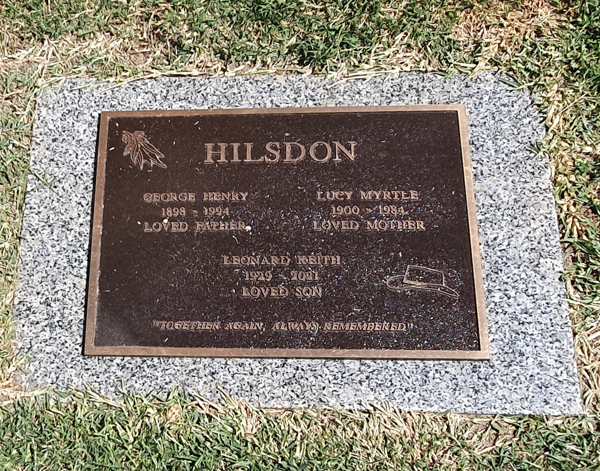 HILSDON
GEORGE HENRY
1898 - 1994
LOVED FATHER
LUCY MYRTLE
1900 - 1984
LOVED MOTHER
LEONARD KEITH
1929 - 2021
LOVED SON
"TOGETHER AGAIN, ALWAYS REMEMBERED"